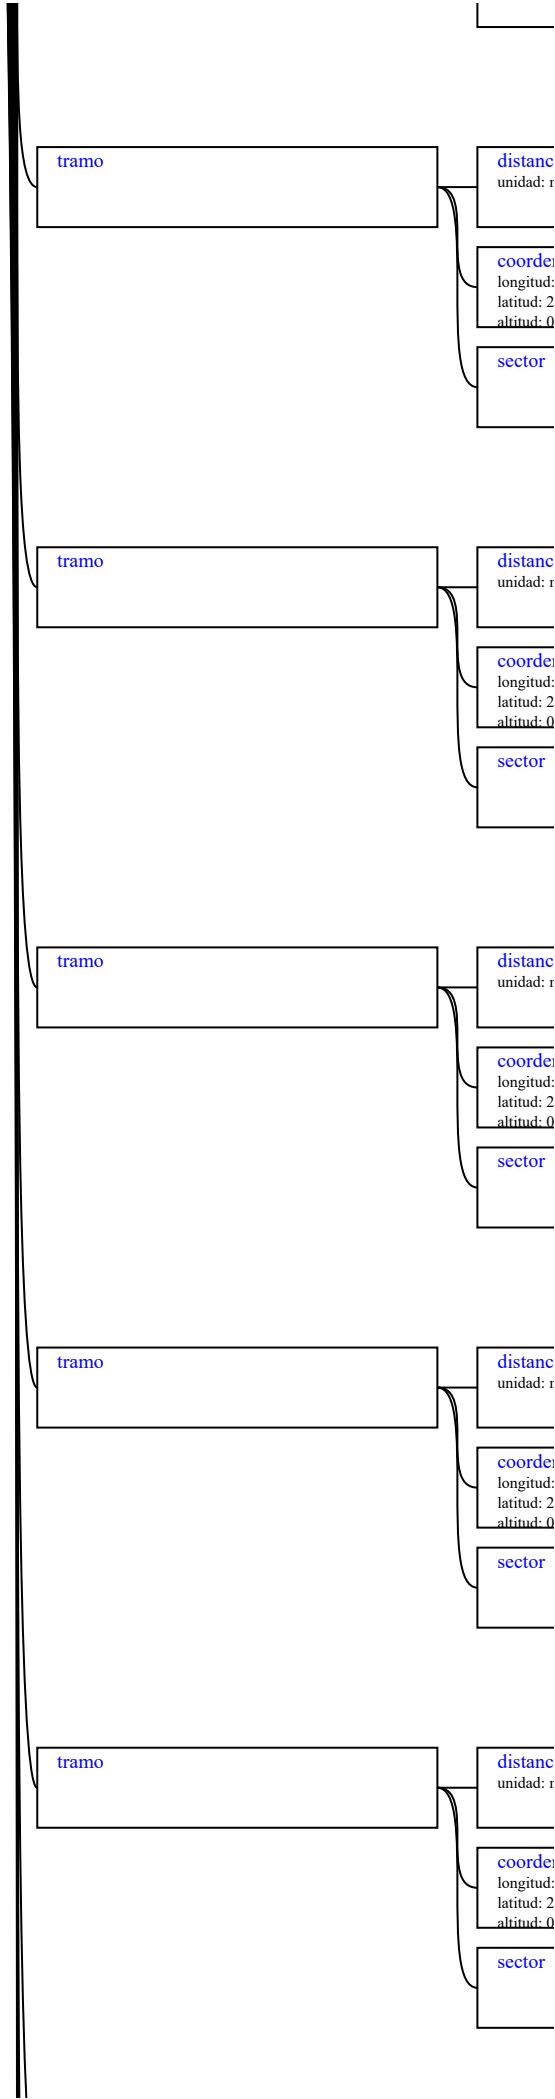 tramo
distanc
unidad:
coorde
longitud:
latitud: 2
altitud: 0
sector
tramo
distanc
unidad:
coorde
longitud:
latitud: 2
altitud: 0
sector
tramo
distanc
unidad:
coorde
longitud:
latitud: 2
altitud: 0
sector
tramo
distanc
unidad:
coorde
longitud:
latitud: 2
altitud: 0
sector
tramo
distanc
unidad:
coorde
longitud:
latitud: 2
altitud: 0
sector